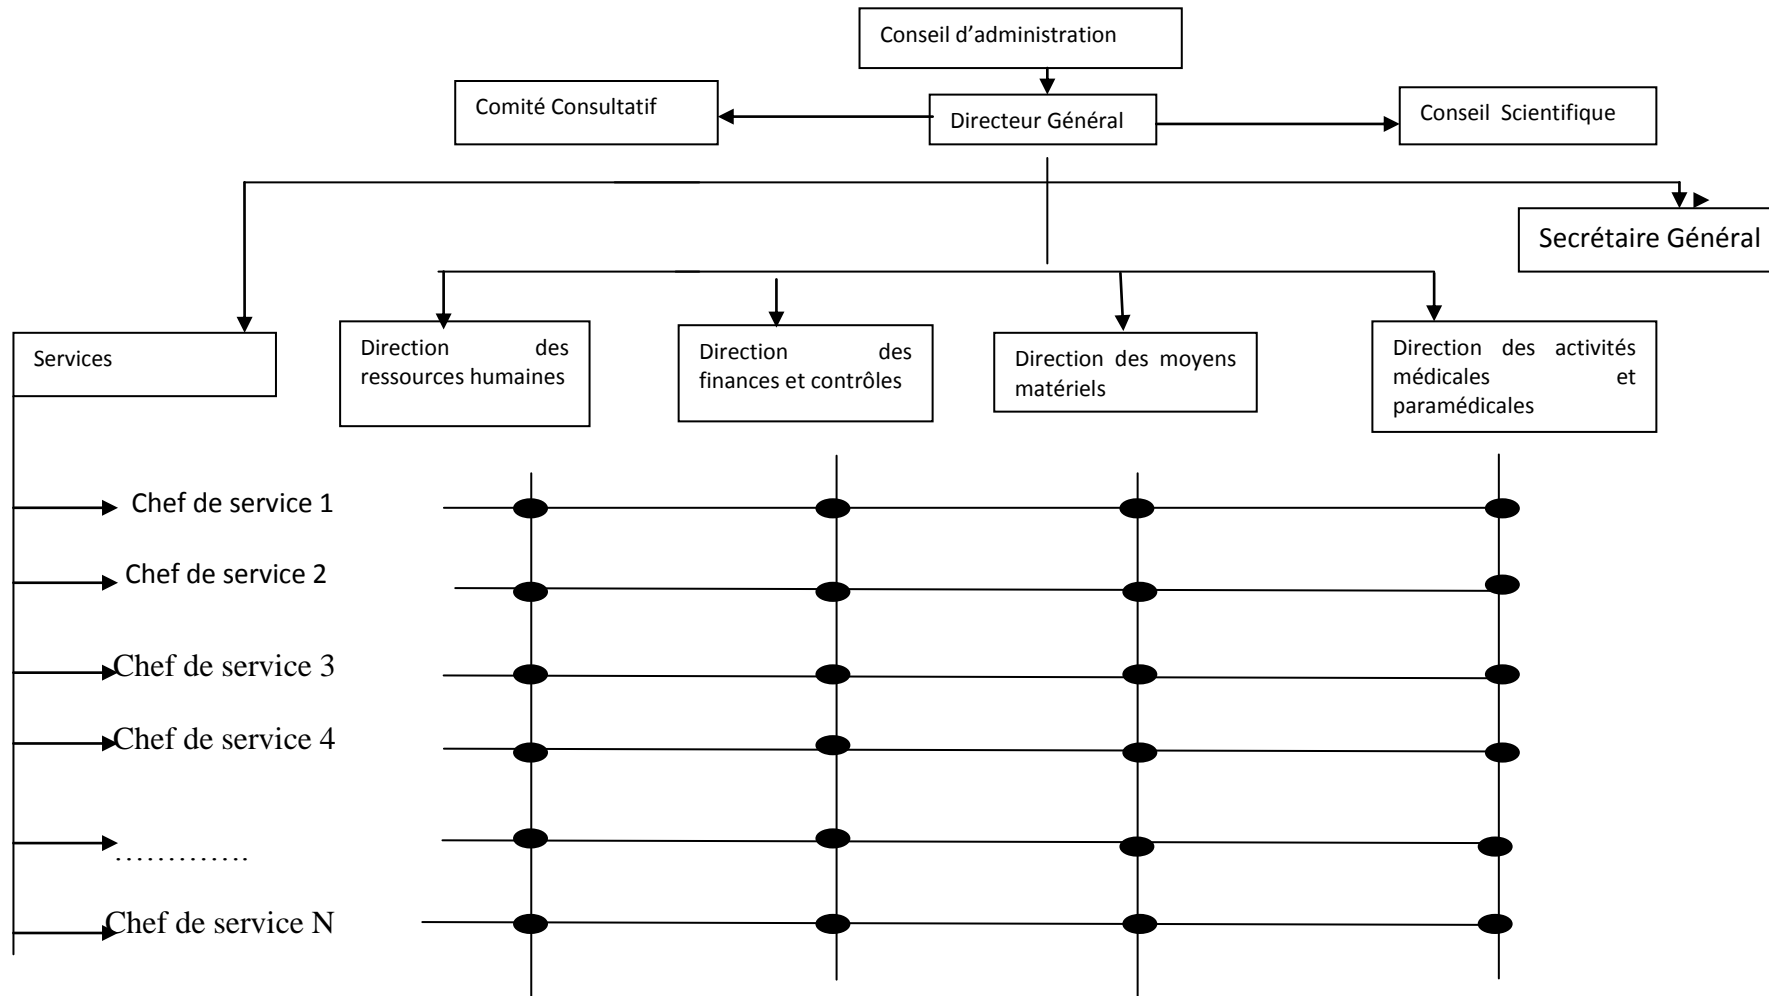 Conseil d’administration
Comité Consultatif
Directeur Général
Conseil Scientifique
Secrétaire Général
Services
Direction des
ressources humaines
Direction des
finances et contrôles
Direction des moyens
matériels
Direction des activités
médicales et
paramédicales
Chef de service 1
Chef de service 2
Chef de service 3
Chef de service 4
………….
Chef de service N